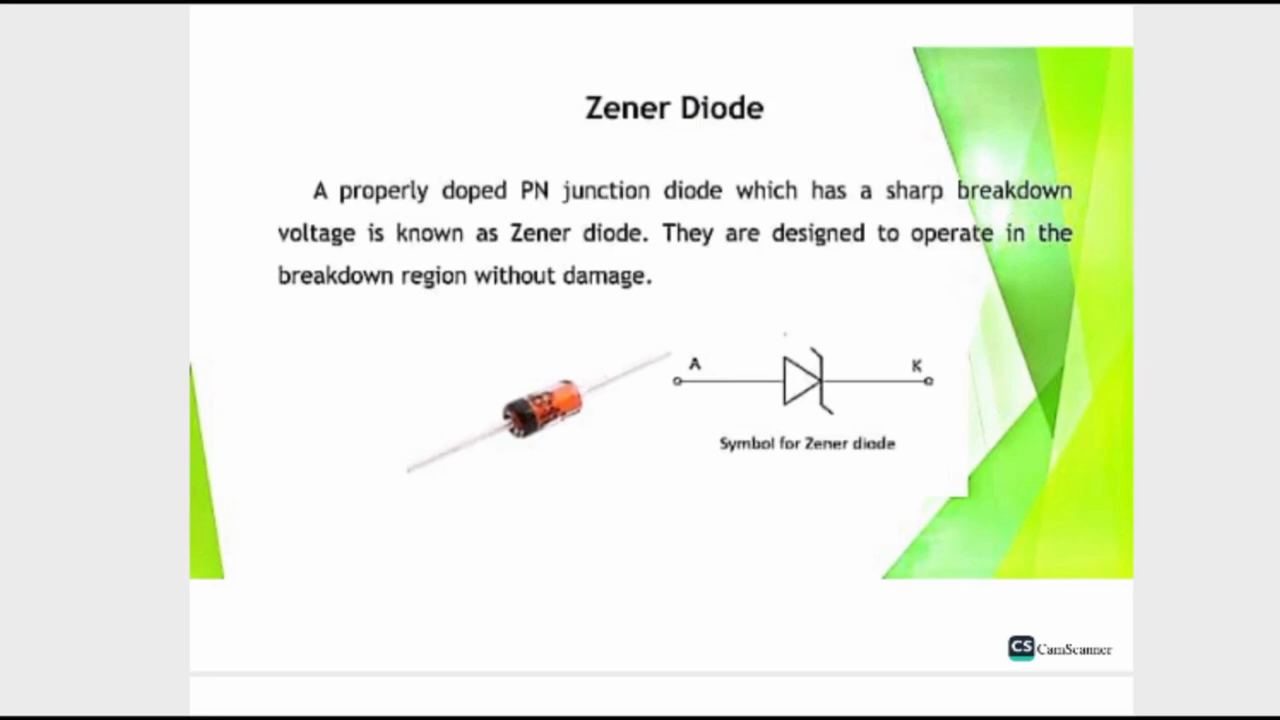 Zener Diode
A properly doped PN junction diode which has a sharp breakdown
voltage is known as Zener diode. They are designed to operate in the
breakdown region without damage.
A
K
Symbol for Zener diode
CS CamScanner